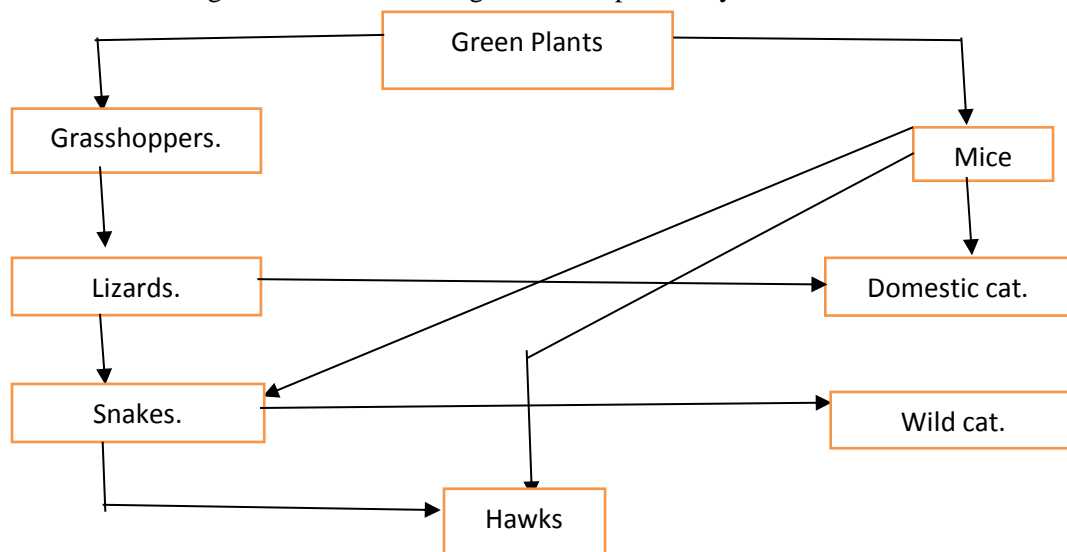 Green Plants
Grasshoppers.
Mice
Lizards.
Domestic cat.
Snakes.
Wild cat.
Hawks